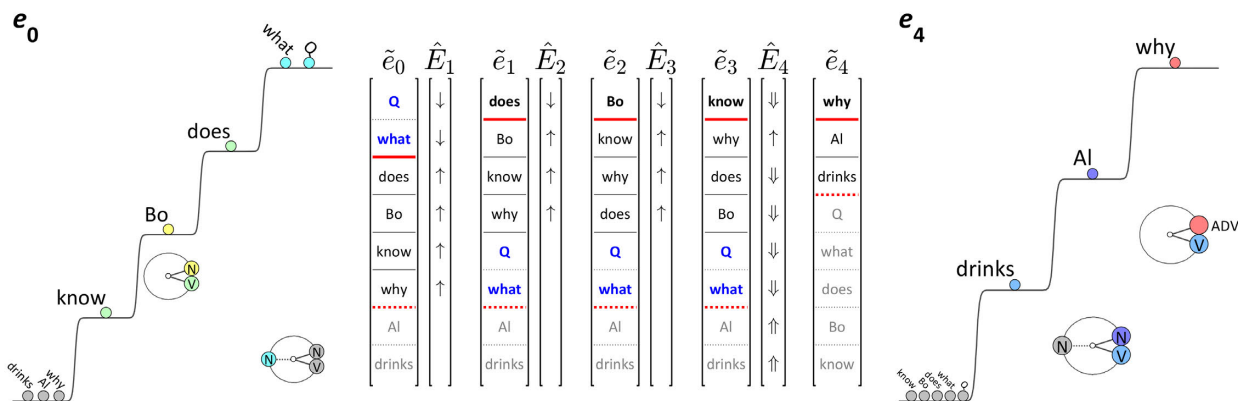 e0
what Q
does
Bo
N
V
know
N N
V
drinks Al why
ẽ0 Ê1 ẽ1 Ê2 ẽ2 Ê3 ẽ3 Ê4 ẽ4
Q ↓ does ↓ Bo ↓ know ⇓ why
what ↓ Bo ↑ know ↑ why ↑ Al
does ↑ know ↑ why ↑ does ⇓ drinks
Bo ↑ why ↑ does ↑ Bo ⇓ Q
know ↑ Q Q Q ⇓ what
why ↑ what what what ⇓ does
Al Al Al Al ⇑ Bo
drinks drinks drinks drinks ⇑ know
e4
why
Al
ADV
V
drinks
N N
V
know Bo does what Q